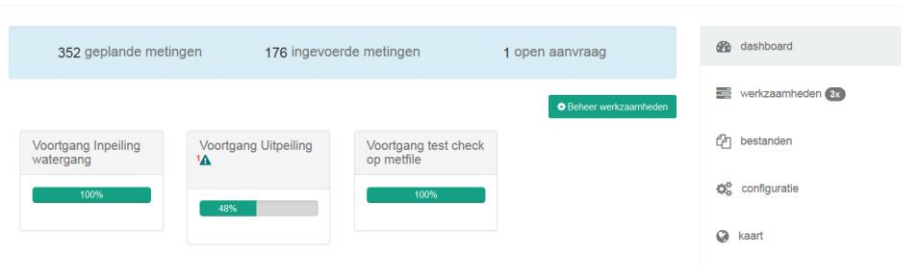 352 geplande metingen
176 ingevoerde metingen
1 open aanvraag
Beheer werkzaamheden
Voortgang Inpeiling
watergang
100%
Voortgang Uitpeiling
1
48%
Voortgang test check
op metfile
100%
dashboard
werkzaamheden 3x
bestanden
configuratie
kaart